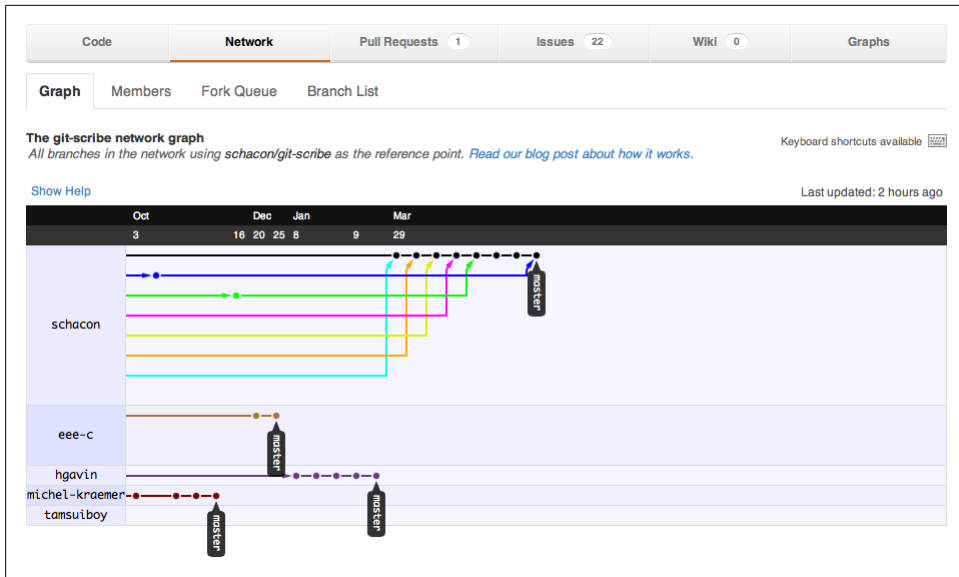 Code Network Pull Requests 1 Issues 22 Wiki 0 Graphs
Graph Members Fork Queue Branch List
The git-scribe network graph
Keyboard shortcuts available
All branches in the network using schacon/git-scribe as the reference point. Read our blog post about how it works.
Show Help
Last updated: 2 hours ago
Oct Dec Jan Mar
3 16 20 25 8 9 29
master
schacon
eee-c
master
hgavin
michel-kraemer
master
tamsuiboy
master